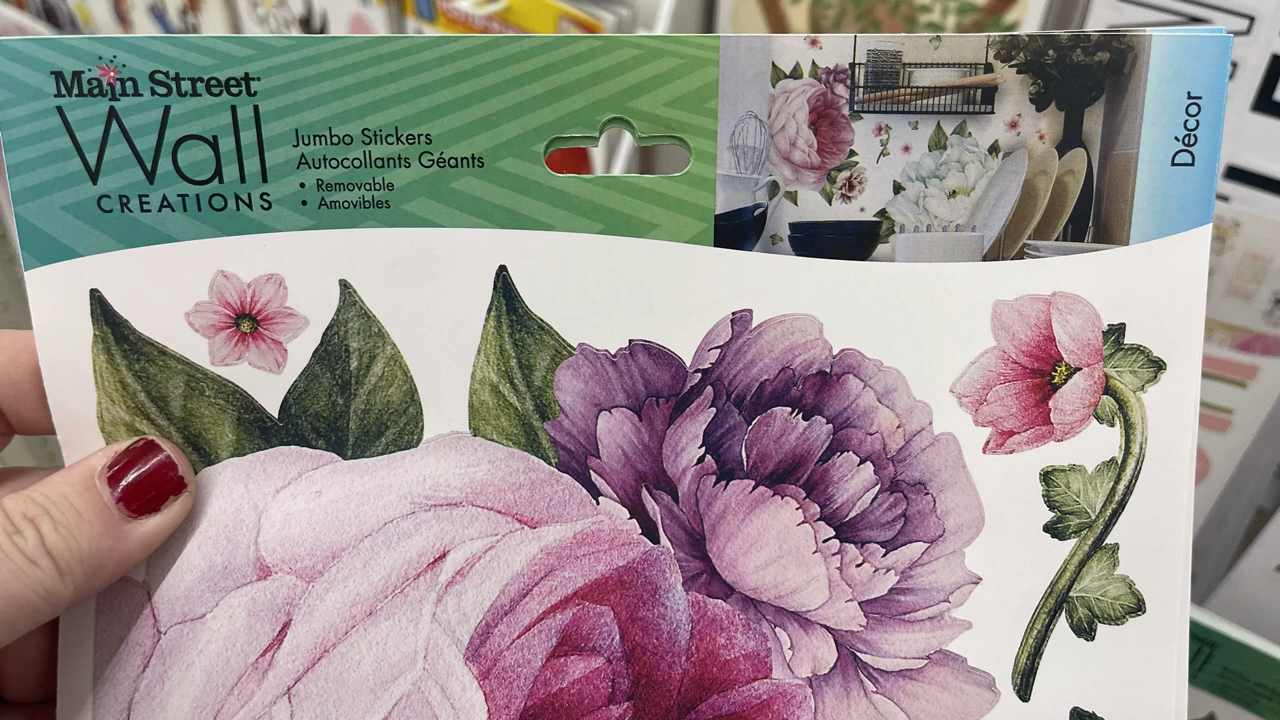 Main Street
Wall
CREATIONS
Jumbo Stickers
Autocollants Géants
• Removable
• Amovibles
Décor